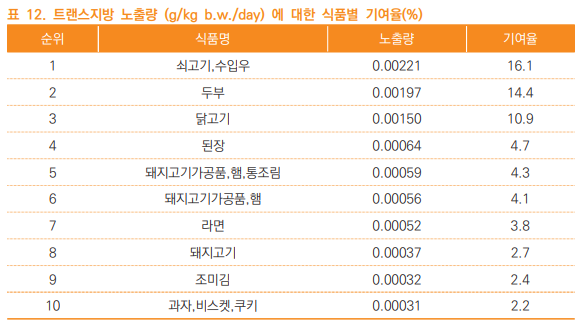 표 12. 트랜스지방 노출량 (g/kg b.w./day) 에 대한 식품별 기여율(%)
순위 식품명 노출량 기여율
1 쇠고기,수입우 0.00221 16.1
2 두부 0.00197 14.4
3 닭고기 0.00150 10.9
4 된장 0.00064 4.7
5 돼지고기가공품,햄,통조림 0.00059 4.3
6 돼지고기가공품,햄 0.00056 4.1
7 라면 0.00052 3.8
8 돼지고기 0.00037 2.7
9 조미김 0.00032 2.4
10 과자,비스켓,쿠키 0.00031 2.2